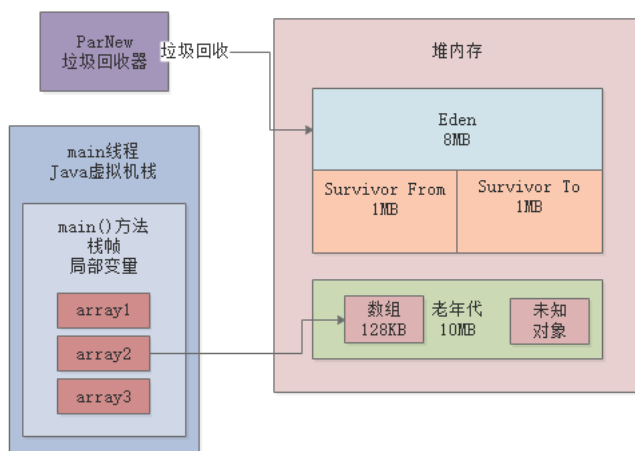 ParNew
垃圾回收器
垃圾回收
堆内存
Eden
8MB
Survivor From
1MB
Survivor To
1MB
main线程
Java虚拟机栈
main()方法
栈帧
局部变量
array1
array2
array3
数组
128KB
老年代
10MB
未知
对象